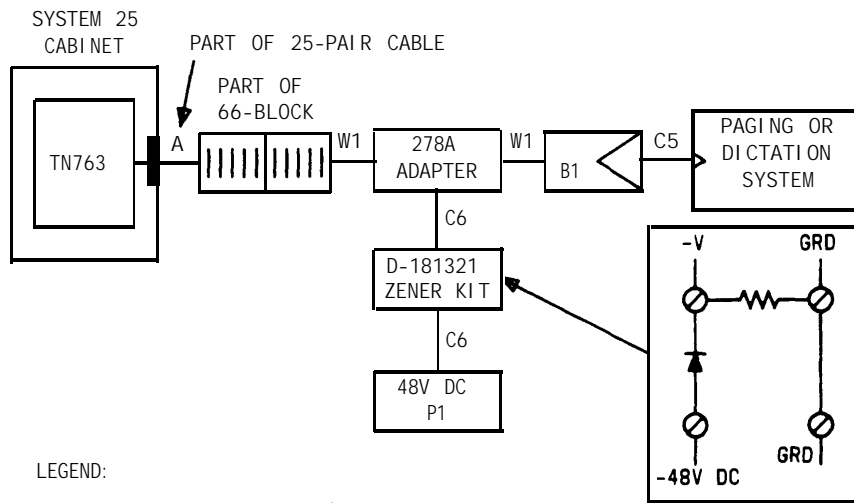 SYSTEM 25
CABINET
PART OF 25-PAIR CABLE
PART OF
66-BLOCK
TN763
A
W1
278A
ADAPTER
W1
B1
C5
PAGING OR
DICTATION
SYSTEM
C6
D-181321
ZENER KIT
C6
48V DC
P1
-V
GRD
GRD
-48V DC
LEGEND: